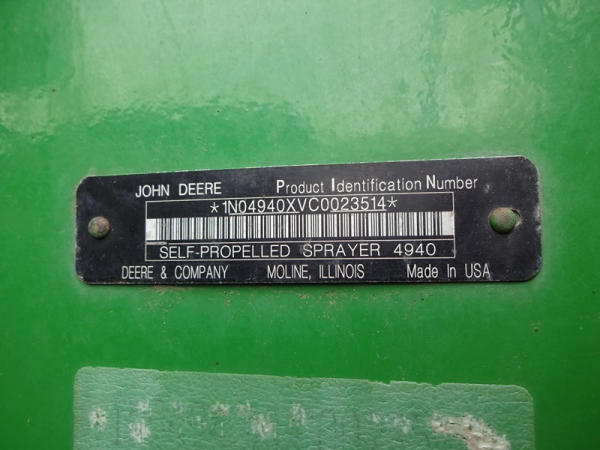 JOHN DEERE Product Identification Number
*1N04940XVC0023514*
SELF-PROPELLED SPRAYER 4940
DEERE & COMPANY MOLINE, ILLINOIS Made In USA